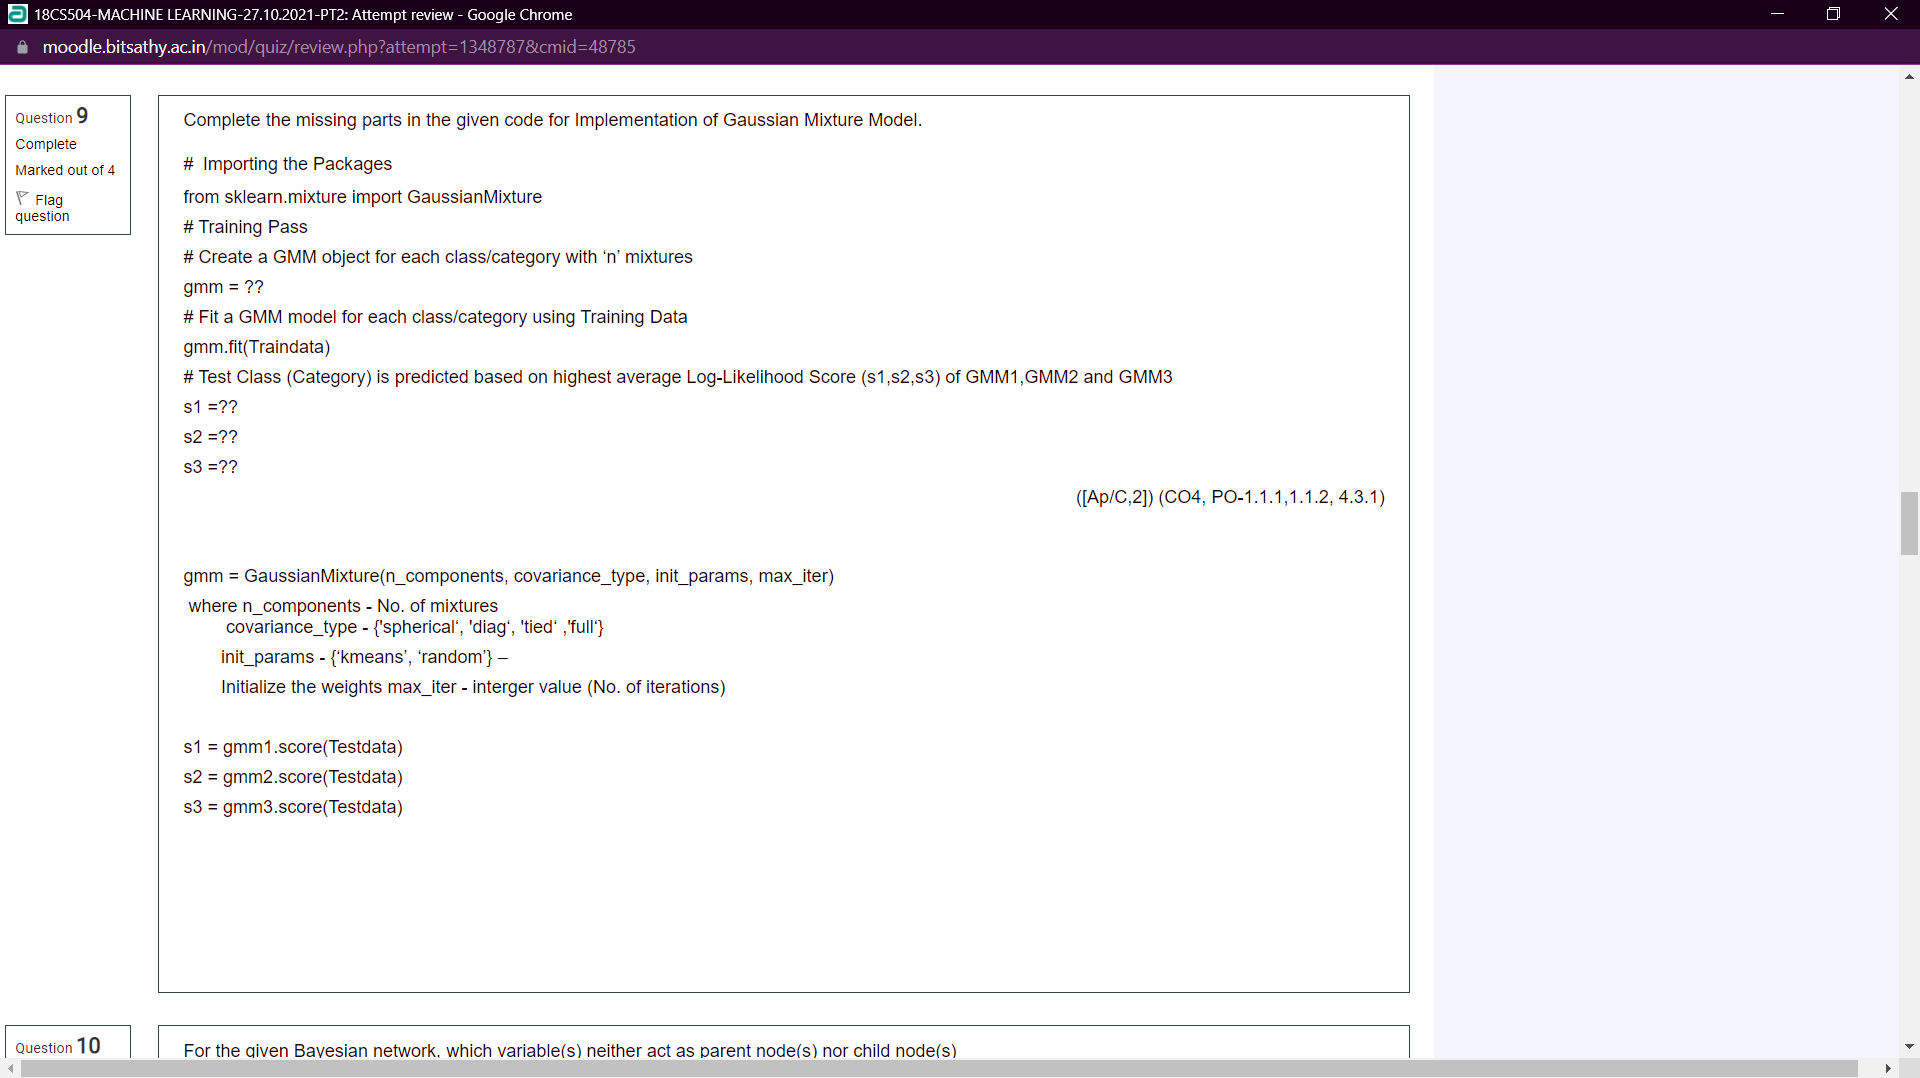 18CS504-MACHINE LEARNING-27.10.2021-PT2: Attempt review - Google Chrome
moodle.bitsathy.ac.in/mod/quiz/review.php?attempt=1348787&cmid=48785
Question 9
Complete
Marked out of 4
Flag
question
Complete the missing parts in the given code for Implementation of Gaussian Mixture Model.
#  Importing the Packages
from sklearn.mixture import GaussianMixture
# Training Pass
# Create a GMM object for each class/category with ‘n’ mixtures
gmm = ??
# Fit a GMM model for each class/category using Training Data
gmm.fit(Traindata)
# Test Class (Category) is predicted based on highest average Log-Likelihood Score (s1,s2,s3) of GMM1,GMM2 and GMM3
s1 =??
s2 =??
s3 =??
([Ap/C,2]) (CO4, PO-1.1.1,1.1.2, 4.3.1)
gmm = GaussianMixture(n_components, covariance_type, init_params, max_iter)
where n_components - No. of mixtures
covariance_type - {'spherical‘, 'diag‘, 'tied‘ ,'full‘}
init_params - {‘kmeans’, ‘random’} –
Initialize the weights max_iter - interger value (No. of iterations)
s1 = gmm1.score(Testdata)
s2 = gmm2.score(Testdata)
s3 = gmm3.score(Testdata)
Question 10
For the given Bayesian network, which variable(s) neither act as parent node(s) nor child node(s)